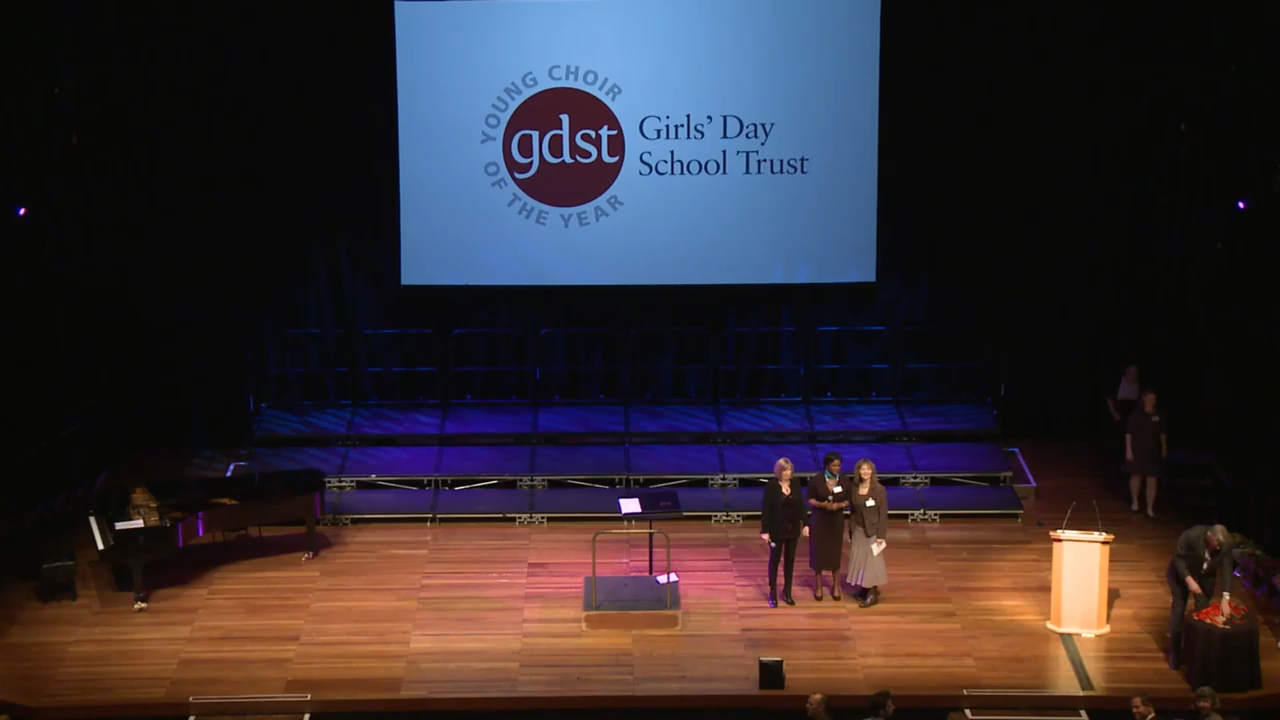 YOUNG CHOIR
OF THE YEAR
gdst
Girls' Day
School Trust